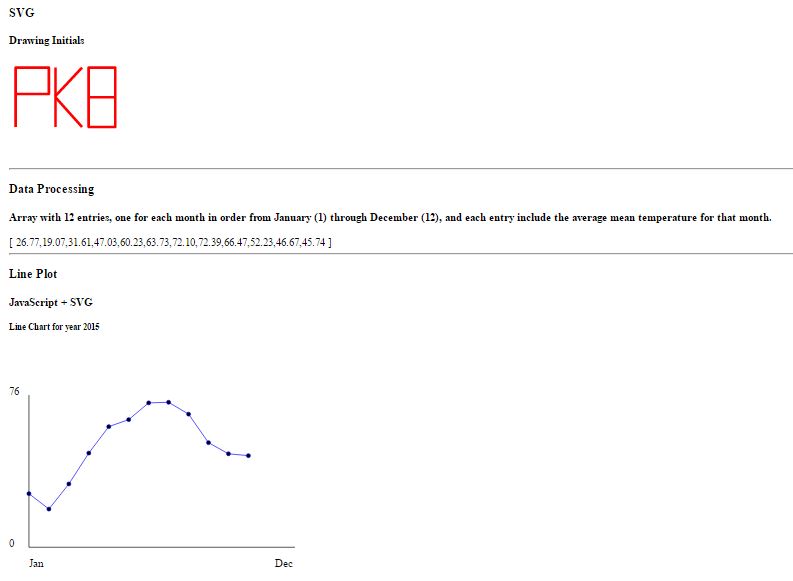 SVG
Drawing Initials
PKB
Data Processing
Array with 12 entries, one for each month in order from January (1) through December (12), and each entry include the average mean temperature for that month.
[ 26.77,19.07,31.61,47.03,60.23,63.73,72.10,72.39,66.47,52.23,46.67,45.74 ]
Line Plot
JavaScript + SVG
Line Chart for year 2015
76
0
Jan Dec